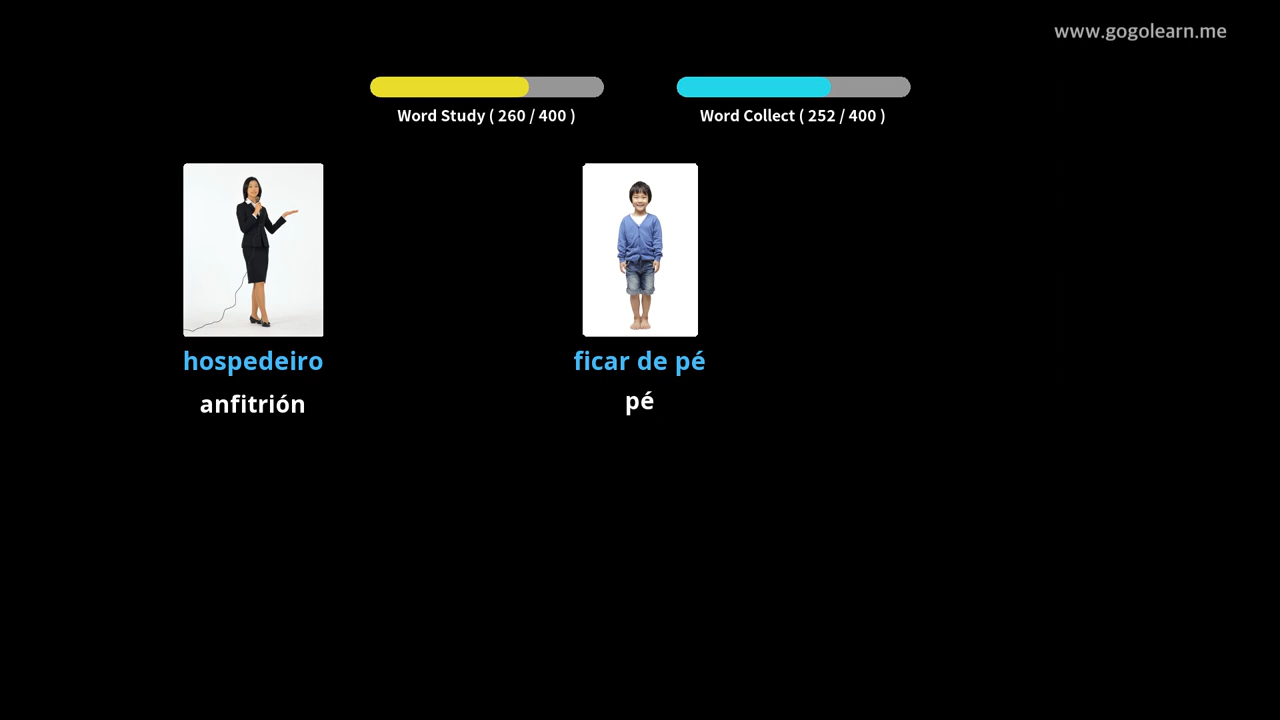 www.gogolearn.me
Word Study ( 260 / 400 )
Word Collect ( 252 / 400 )
hospedeiro
ficar de pé
anfitrión
pé